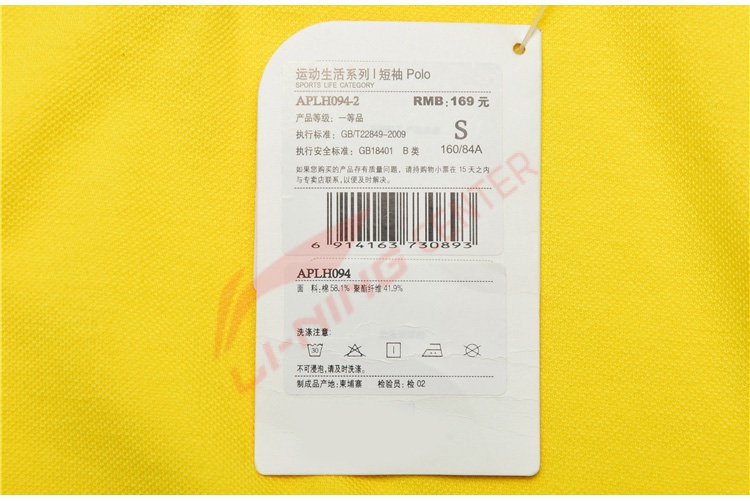 运动生活系列 | 短袖 Polo
SPORTS LIFE CATEGORY
APLH094-2 RMB: 169 元
产品等级: 一等品
S
执行标准: GB/T22849-2009
执行安全标准: GB18401 B 类 160/84A
如果您购买的产品存有质量问题, 请持购物小票在 15 天之内
与专卖店联系, 以便及时解决。
6 914163 730893
APLH094
面 料: 棉 58.1% 聚酯纤维 41.9%
洗涤注意:
30
不可浸泡, 请及时洗涤。
制成品产地: 柬埔寨 检验员: 检 02
LI-NING CENTER